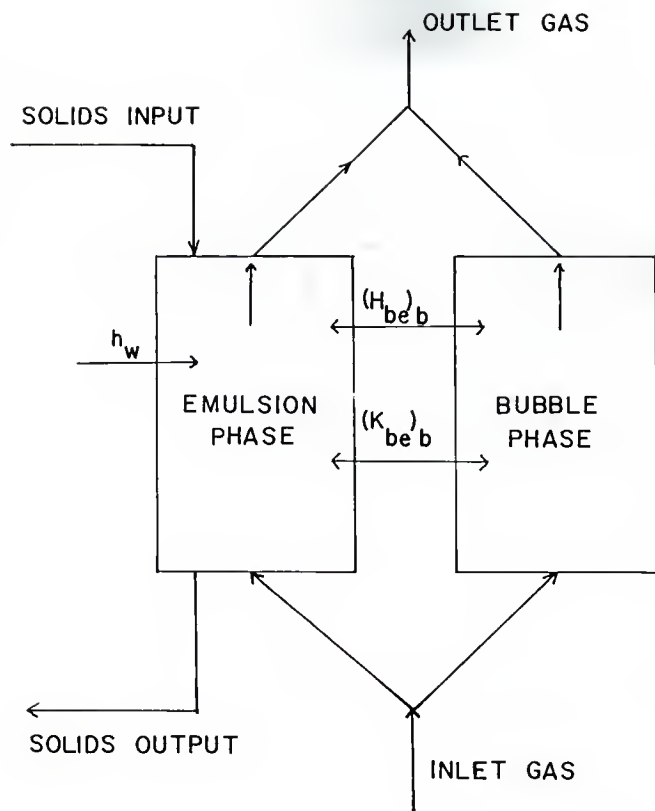 OUTLET GAS
SOLIDS INPUT
(H_be)_b
h_w
EMULSION
PHASE
BUBBLE
PHASE
(K_be)_b
SOLIDS OUTPUT
INLET GAS